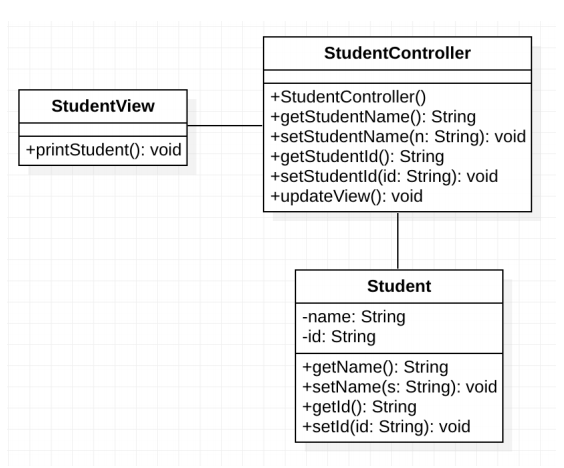 StudentController
+StudentController()
+getStudentName(): String
+setStudentName(n: String): void
+getStudentId(): String
+setStudentId(id: String): void
+updateView(): void
StudentView
+printStudent(): void
Student
-name: String
-id: String
+getName(): String
+setName(s: String): void
+getId(): String
+setId(id: String): void